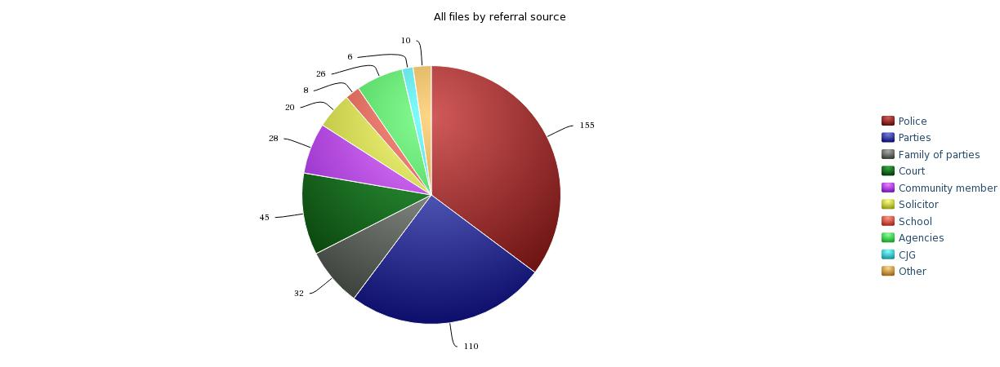 All files by referral source
10
6
26
8
20
28
45
32
110
155
Police
Parties
Family of parties
Court
Community member
Solicitor
School
Agencies
CJG
Other